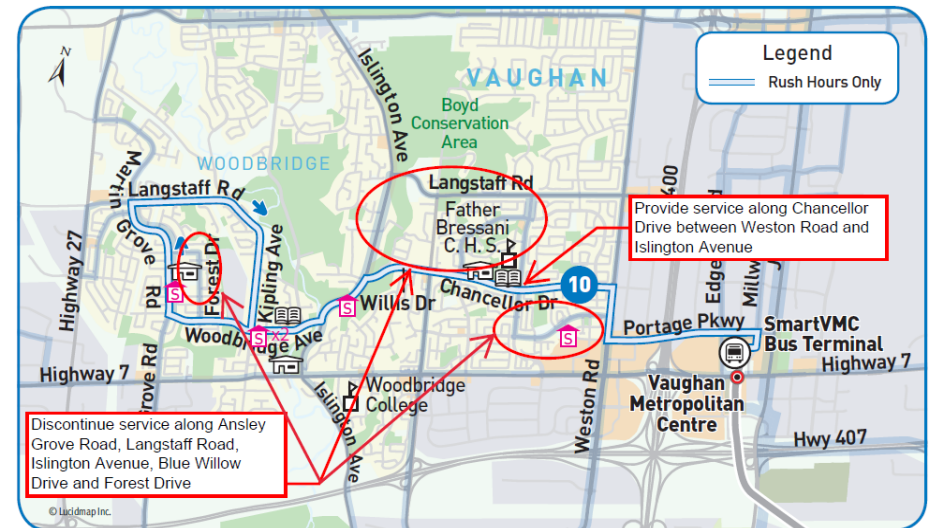 Legend
Rush Hours Only
N
Islington Ave
VAUGHAN
Boyd
Conservation
Area
WOODBRIDGE
Martin
Grove
Rd
Langstaff Rd
Langstaff Rd
Father
Bressani
C. H. S.
400
Provide service along Chancellor
Drive between Weston Road and
Islington Avenue
Highway 27
Forest Dr
Kipling Ave
S
S
S x2
S
Willis Dr
Chancellor Dr
10
Woodbridge Ave
Portage Pkwy
SmartVMC
Bus Terminal
Highway 7
Highway 7
Grove Rd
Islington Ave
Woodbridge
College
Weston Rd
Vaughan
Metropolitan
Centre
Hwy 407
Discontinue service along Ansley
Grove Road, Langstaff Road,
Islington Avenue, Blue Willow
Drive and Forest Drive
© Lucidmap Inc.